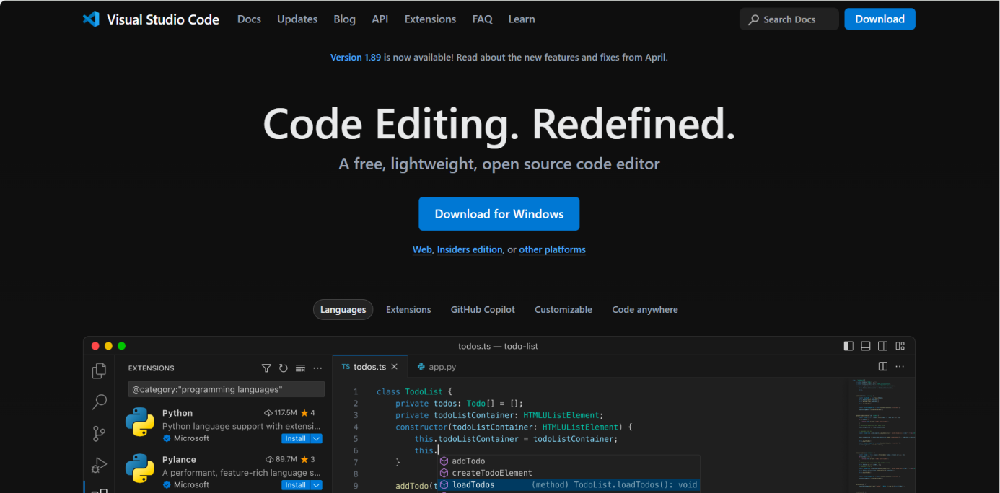 Visual Studio Code Docs Updates Blog API Extensions FAQ Learn Search Docs Download
Version 1.89 is now available! Read about the new features and fixes from April.
Code Editing. Redefined.
A free, lightweight, open source code editor
Download for Windows
Web, Insiders edition, or other platforms
Languages Extensions GitHub Copilot Customizable Code anywhere
todos.ts — todo-list
EXTENSIONS
@category:"programming languages"
Python 117.5M ★ 4
Python language support with extensi...
Microsoft Install
Pylance 89.7M ★ 3
A performant, feature-rich language s...
Microsoft Install
TS todos.ts app.py
1 class TodoList {
2 private todos: Todo[] = [];
3 private todoListContainer: HTMLUListElement;
4 constructor(todoListContainer: HTMLUListElement) {
5 this.todoListContainer = todoListContainer;
6 this.
7 }
8
9 addTodo(t
addTodo
createTodoElement
loadTodos (method) TodoList.loadTodos(): void